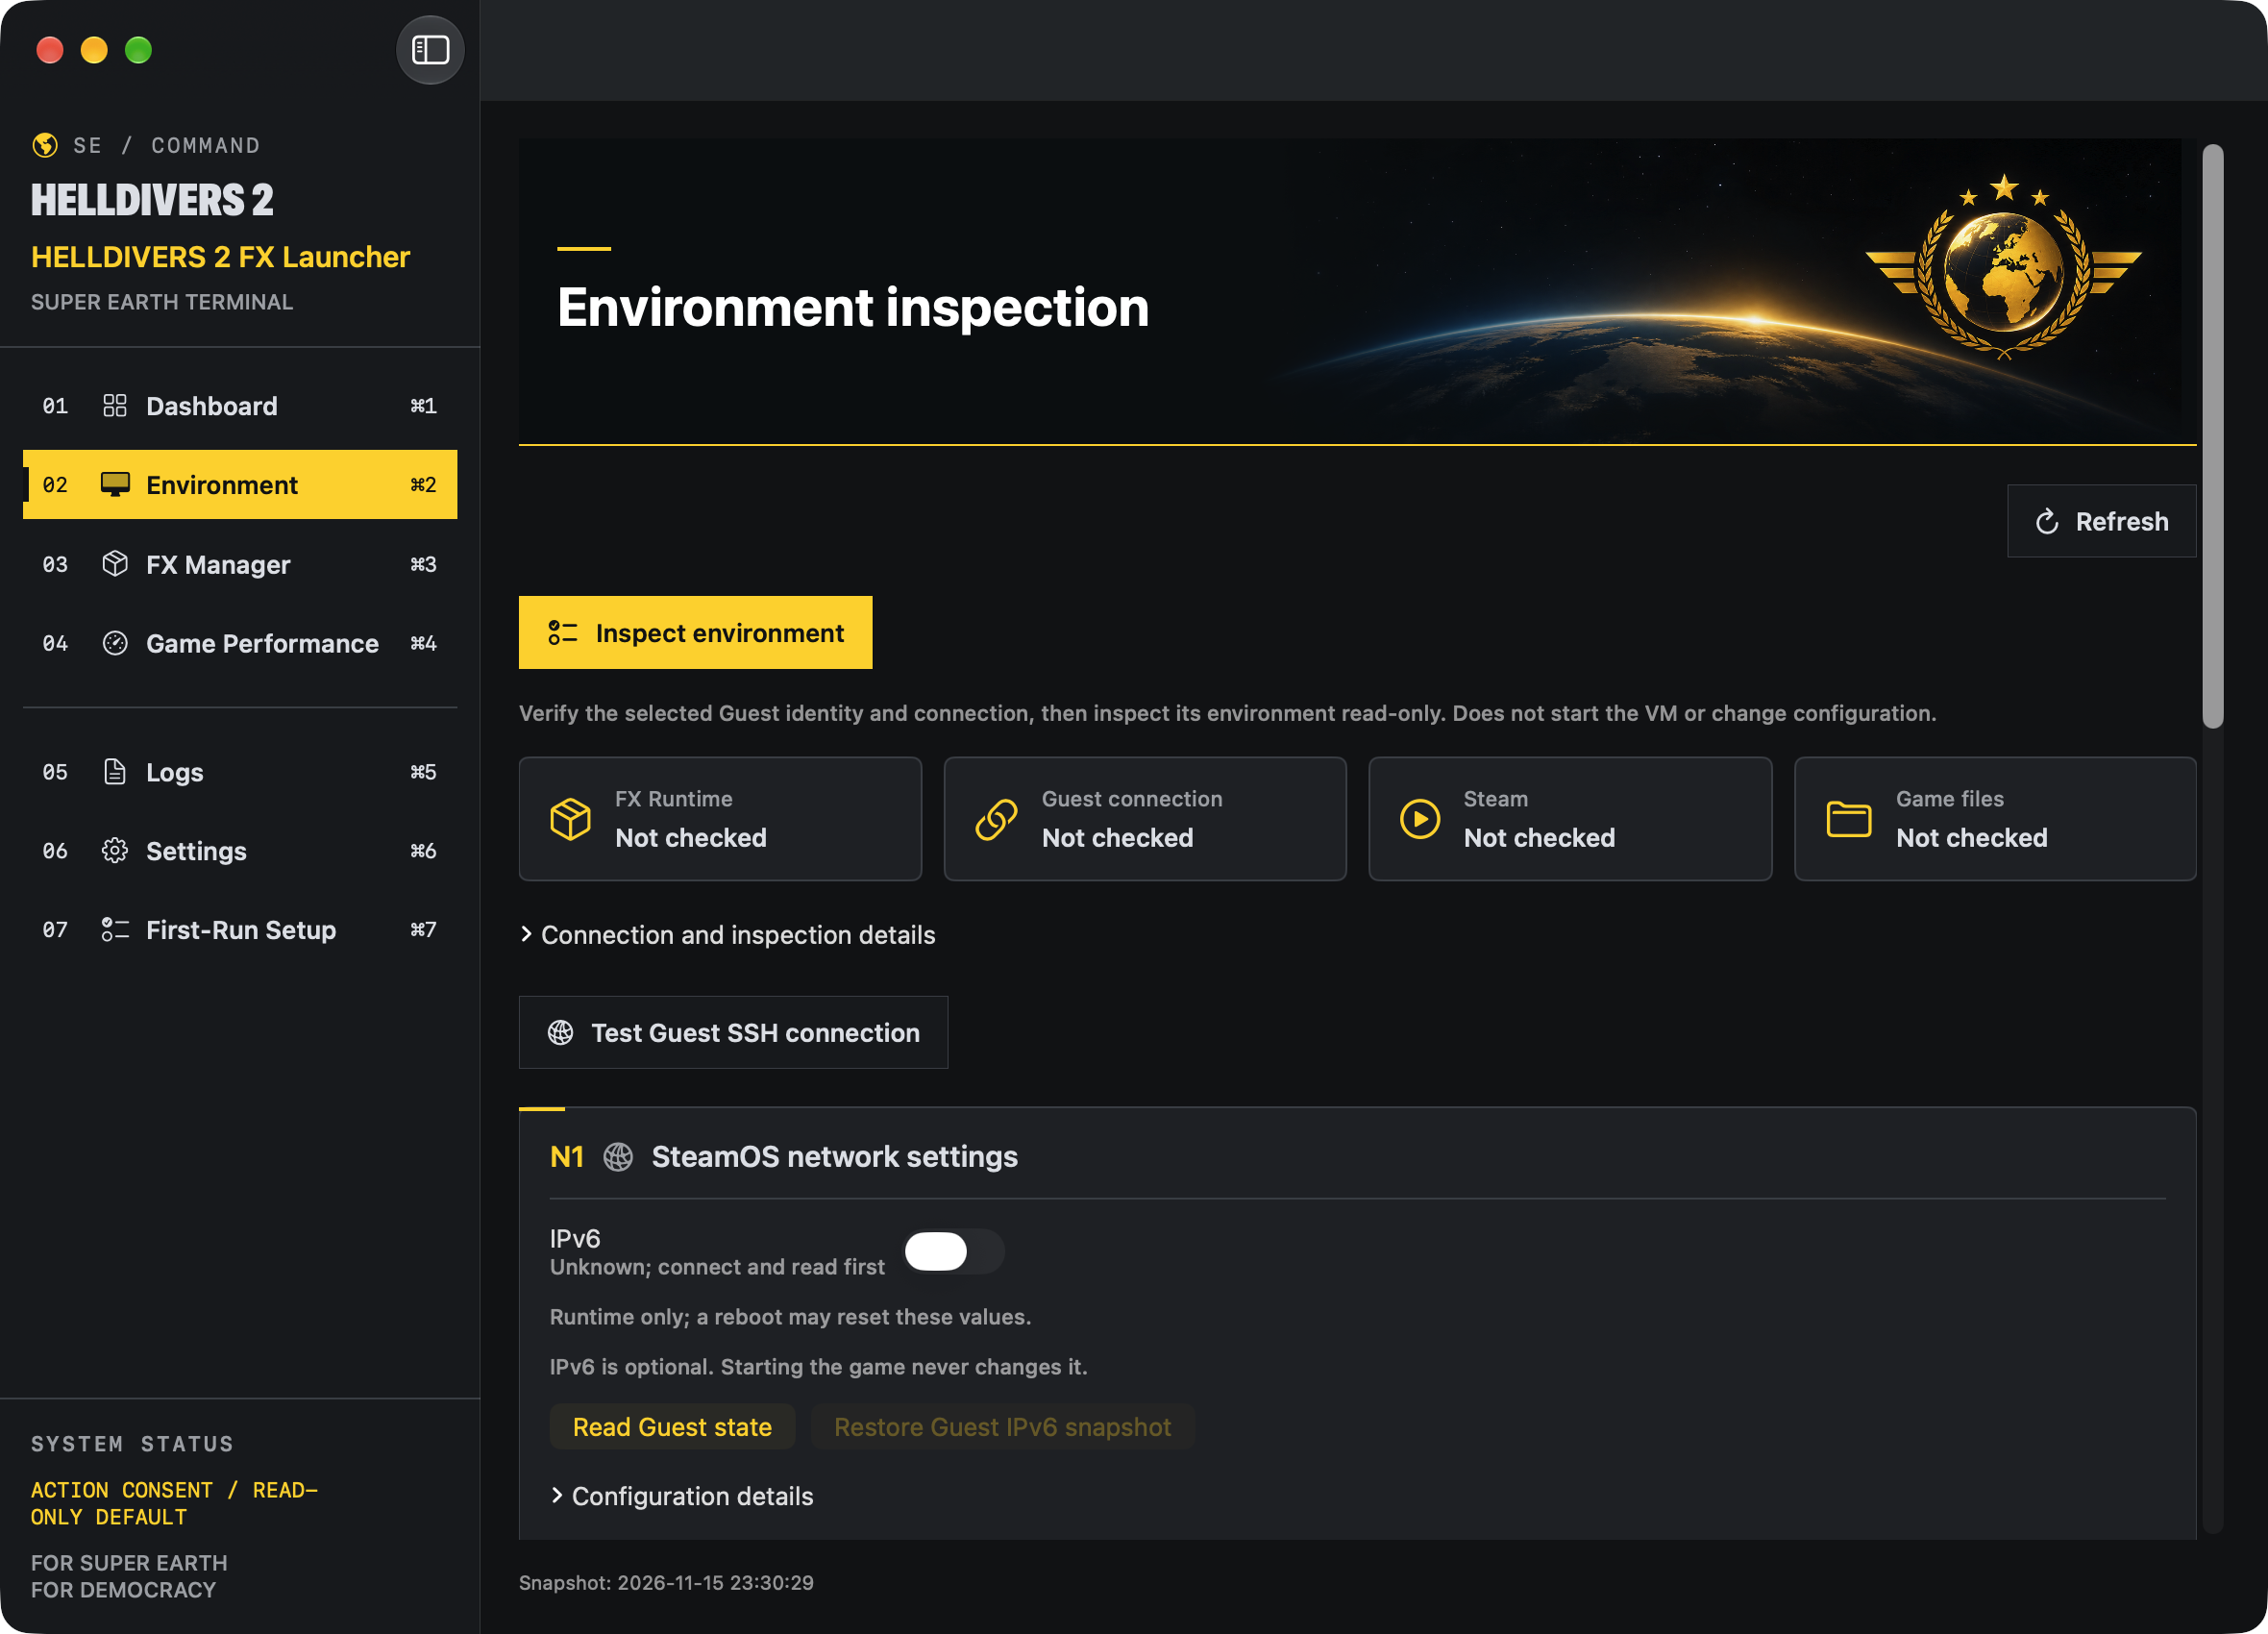 SE / COMMAND
HELLDIVERS 2
HELLDIVERS 2 FX Launcher
SUPER EARTH TERMINAL
01 Dashboard ⌘1
02 Environment ⌘2
03 FX Manager ⌘3
04 Game Performance ⌘4
05 Logs ⌘5
06 Settings ⌘6
07 First-Run Setup ⌘7
SYSTEM STATUS
ACTION CONSENT / READ-
ONLY DEFAULT
FOR SUPER EARTH
FOR DEMOCRACY
Environment inspection
Refresh
Inspect environment
Verify the selected Guest identity and connection, then inspect its environment read-only. Does not start the VM or change configuration.
FX Runtime
Not checked
Guest connection
Not checked
Steam
Not checked
Game files
Not checked
Connection and inspection details
Test Guest SSH connection
N1 SteamOS network settings
IPv6
Unknown; connect and read first
Runtime only; a reboot may reset these values.
IPv6 is optional. Starting the game never changes it.
Read Guest state
Restore Guest IPv6 snapshot
Configuration details
Snapshot: 2026-11-15 23:30:29